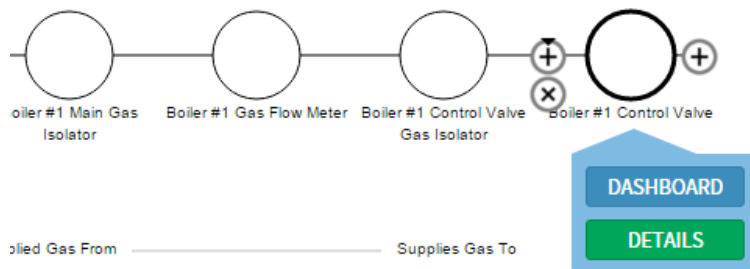 oiler #1 Main Gas
Isolator
Boiler #1 Gas Flow Meter
Boiler #1 Control Valve
Gas Isolator
Boiler #1 Control Valve
DASHBOARD
DETAILS
plied Gas From
Supplies Gas To